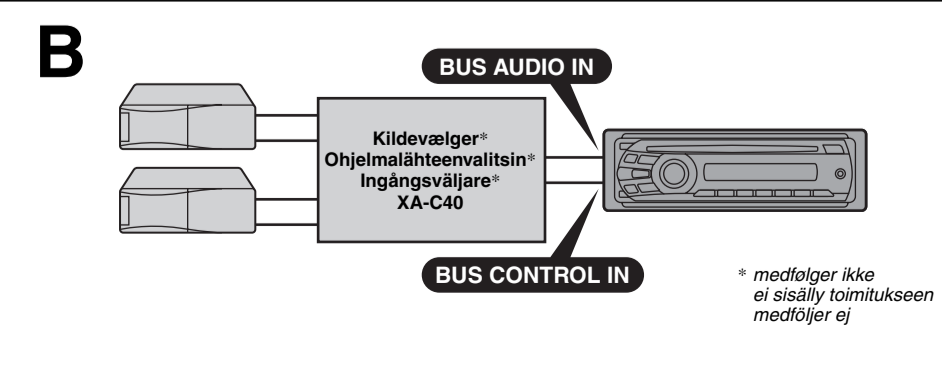 B
BUS AUDIO IN
Kildevælger*
Ohjelmalähteenvalitsin*
Ingångsväljare*
XA-C40
BUS CONTROL IN
* medfølger ikke
ei sisälly toimitukseen
medföljer ej